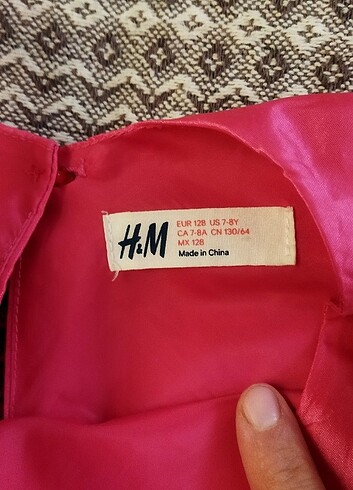 H&M
EUR 128 US 7-8Y
CA 7-8A CN 130/64
MX 128
Made in China